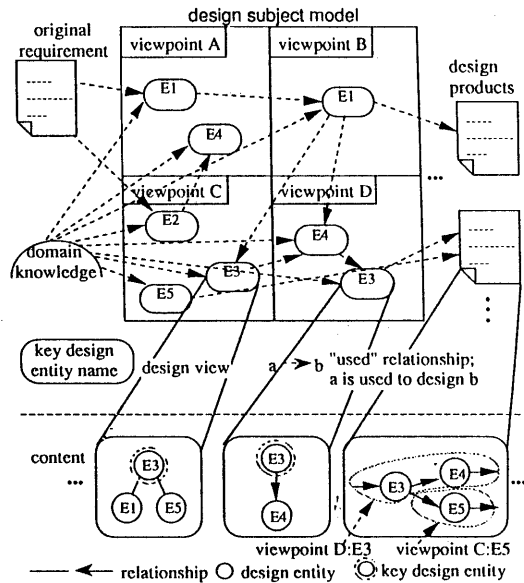 design subject model
original
requirement
viewpoint A
viewpoint B
design
products
E1
E1
E4
...
viewpoint C
viewpoint D
E2
E4
domain
knowledge
E3
E3
E5
key design
entity name
design view
a
b
"used" relationship;
a is used to design b
content
...
...
E3
E1
E5
E3
E4
E3
E4
E5
viewpoint D:E3
viewpoint C:E5
relationship
design entity
key design entity